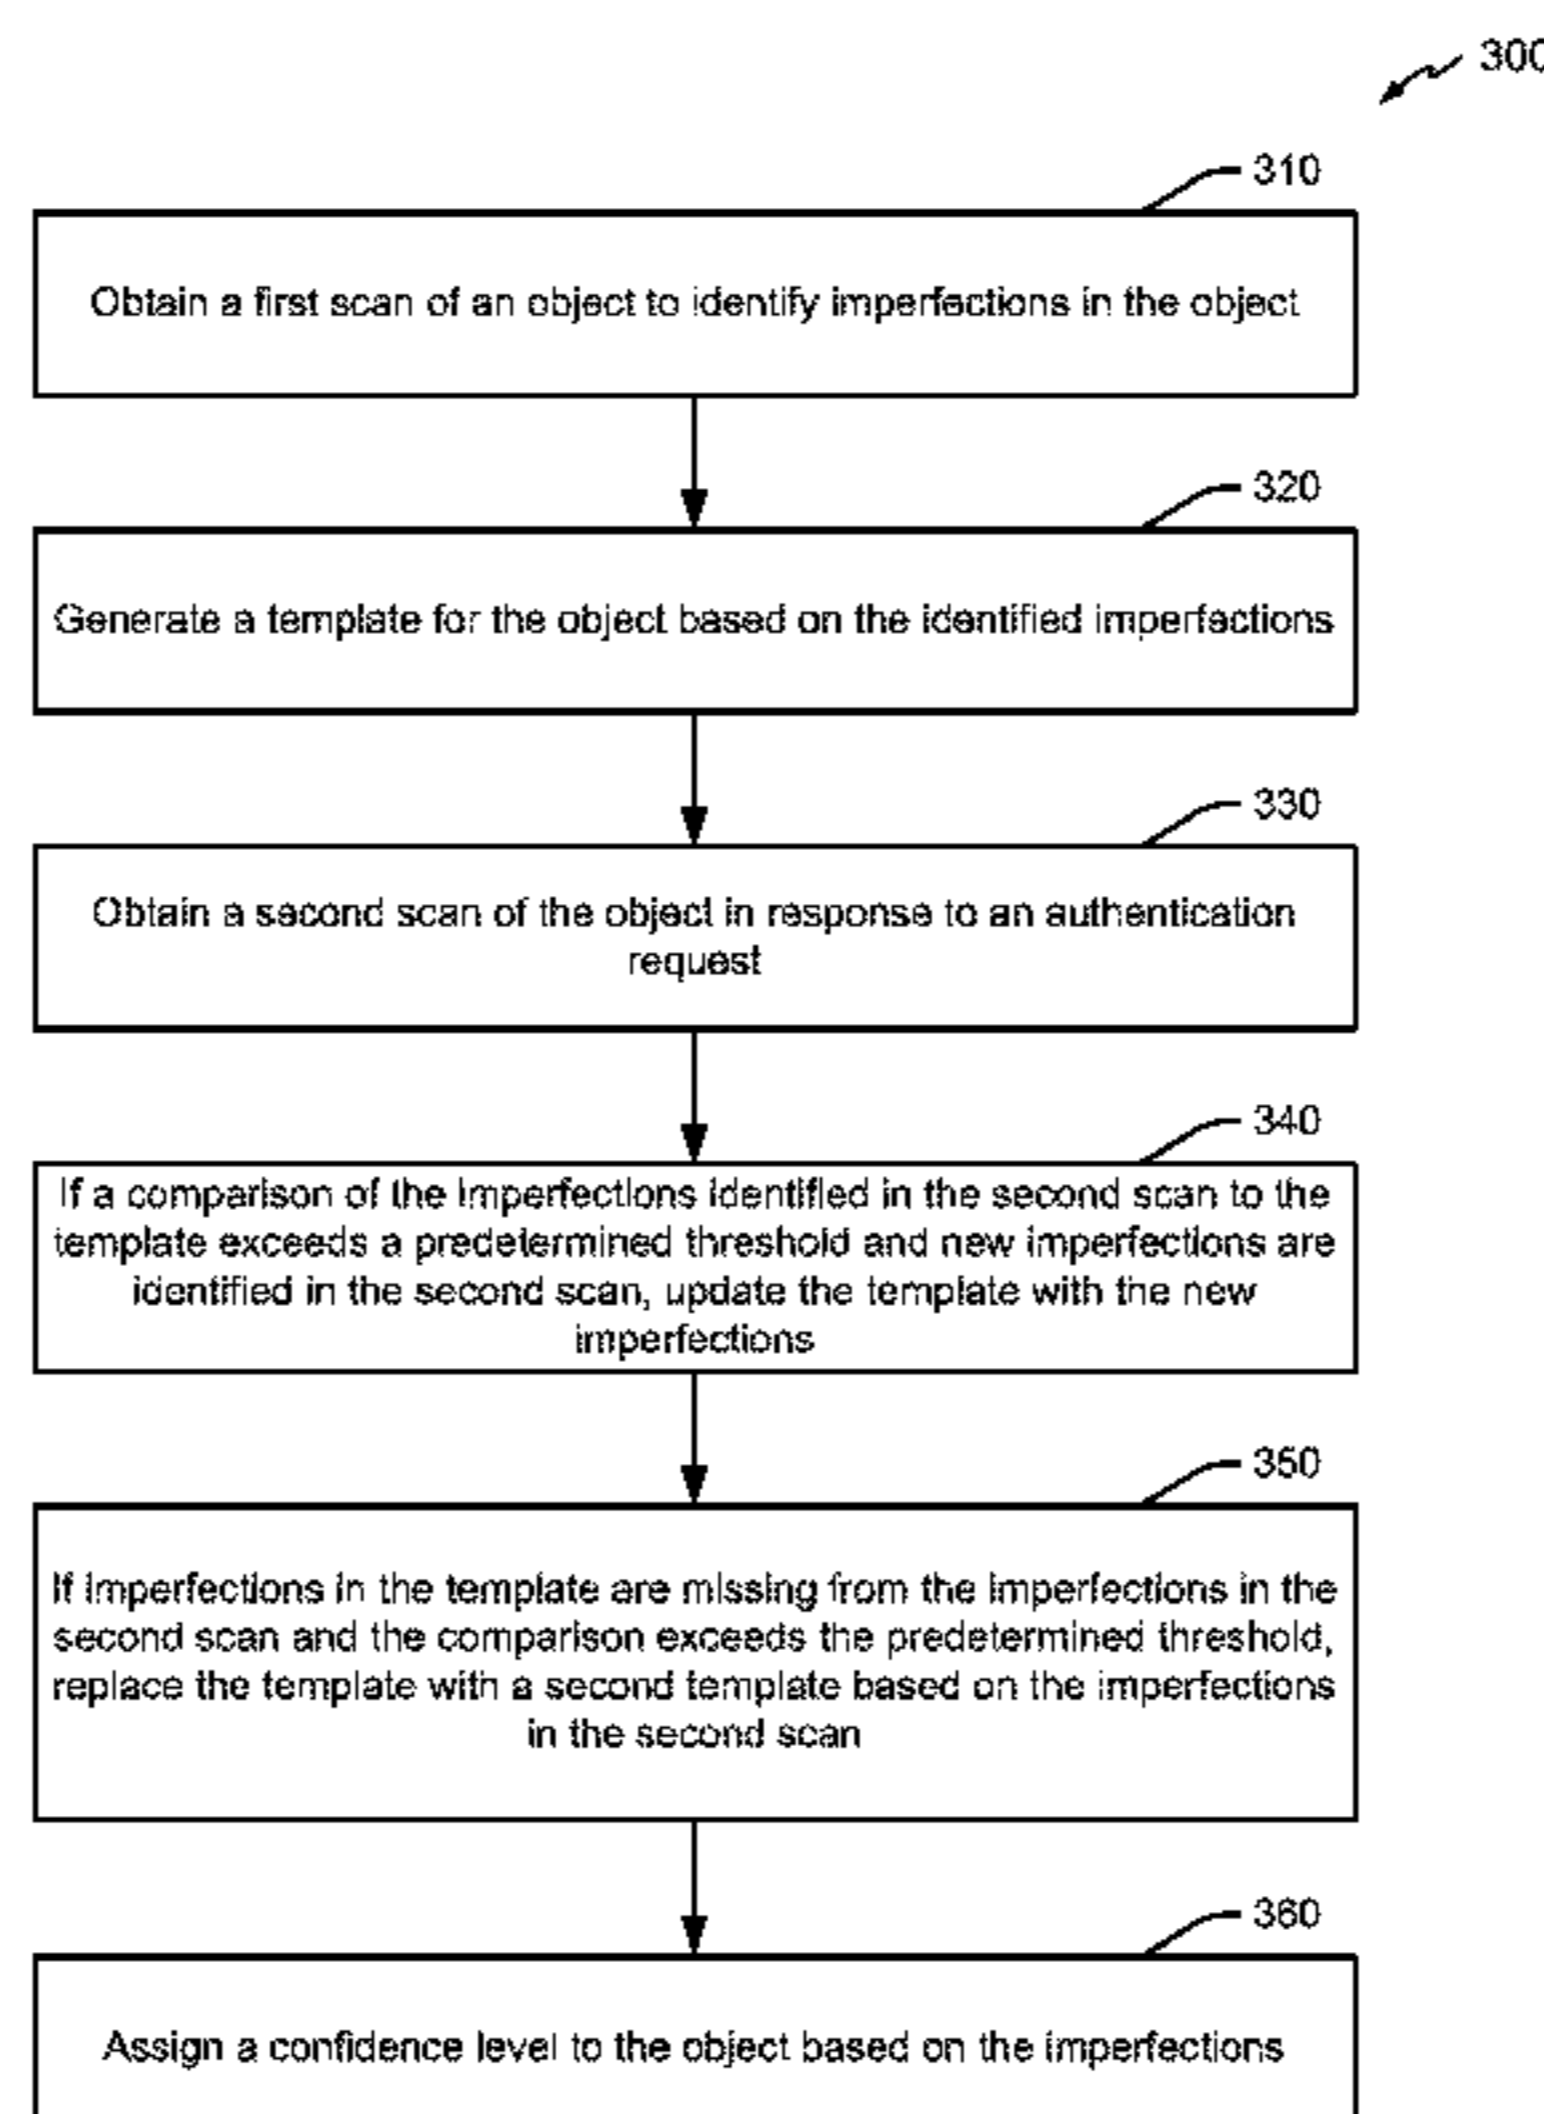 300
310
Obtain a first scan of an object to identify imperfections in the object
320
Generate a template for the object based on the identified imperfections
330
Obtain a second scan of the object in response to an authentication
request
340
If a comparison of the imperfections identified in the second scan to the
template exceeds a predetermined threshold and new imperfections are
identified in the second scan, update the template with the new
imperfections
350
If imperfections in the template are missing from the imperfections in the
second scan and the comparison exceeds the predetermined threshold,
replace the template with a second template based on the imperfections
in the second scan
360
Assign a confidence level to the object based on the imperfections